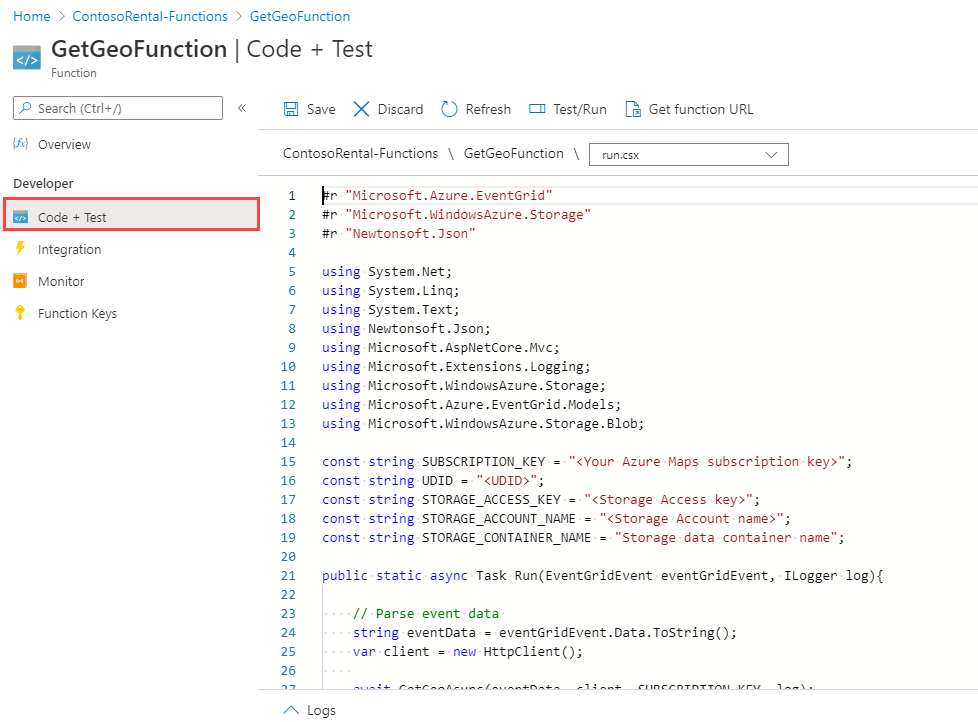 Home > ContosoRental-Functions > GetGeoFunction
GetGeoFunction | Code + Test
Function
Search (Ctrl+/)
«
Overview
Developer
Code + Test
Integration
Monitor
Function Keys
Save Discard Refresh Test/Run Get function URL
ContosoRental-Functions \ GetGeoFunction \ run.csx
1 #r "Microsoft.Azure.EventGrid"
2 #r "Microsoft.WindowsAzure.Storage"
3 #r "Newtonsoft.Json"
4
5 using System.Net;
6 using System.Linq;
7 using System.Text;
8 using Newtonsoft.Json;
9 using Microsoft.AspNetCore.Mvc;
10 using Microsoft.Extensions.Logging;
11 using Microsoft.WindowsAzure.Storage;
12 using Microsoft.Azure.EventGrid.Models;
13 using Microsoft.WindowsAzure.Storage.Blob;
14
15 const string SUBSCRIPTION_KEY = "<Your Azure Maps subscription key>";
16 const string UDID = "<UDID>";
17 const string STORAGE_ACCESS_KEY = "<Storage Access key>";
18 const string STORAGE_ACCOUNT_NAME = "<Storage Account name>";
19 const string STORAGE_CONTAINER_NAME = "Storage data container name";
20
21 public static async Task Run(EventGridEvent eventGridEvent, ILogger log){
22
23 // Parse event data
24 string eventData = eventGridEvent.Data.ToString();
25 var client = new HttpClient();
26
27 await GetGeoAsync(eventData, client, SUBSCRIPTION_KEY, log);
Logs